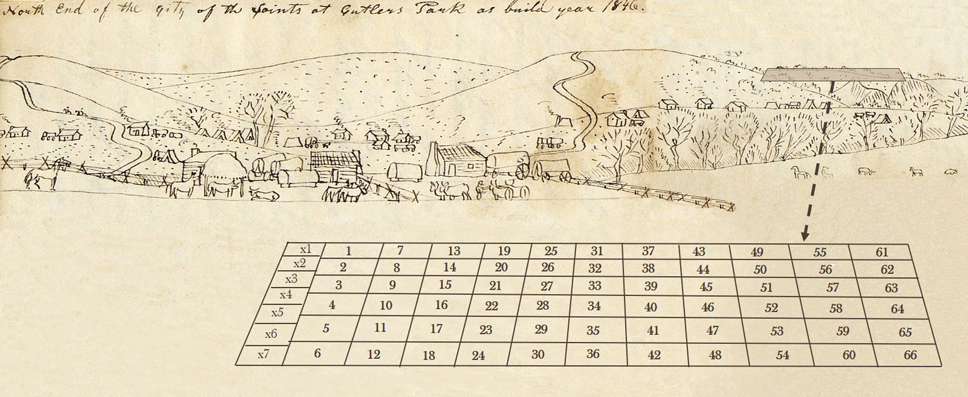 North End of the City of the Saints at Cutlers Park as build year 1846.
x1 1 7 13 19 25 31 37 43 49 55 61
x2 2 8 14 20 26 32 38 44 50 56 62
x3 3 9 15 21 27 33 39 45 51 57 63
x4 4 10 16 22 28 34 40 46 52 58 64
x5
x6 5 11 17 23 29 35 41 47 53 59 65
x7 6 12 18 24 30 36 42 48 54 60 66